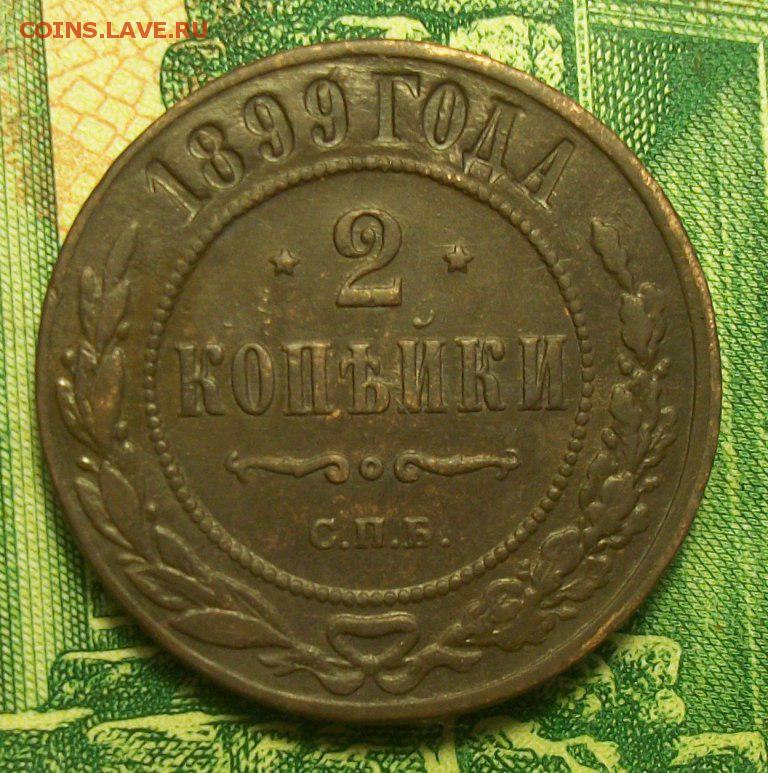 COINS.LAVE.RU
1899 ГОДА
2
КОПѢЙКИ
С.П.Б.